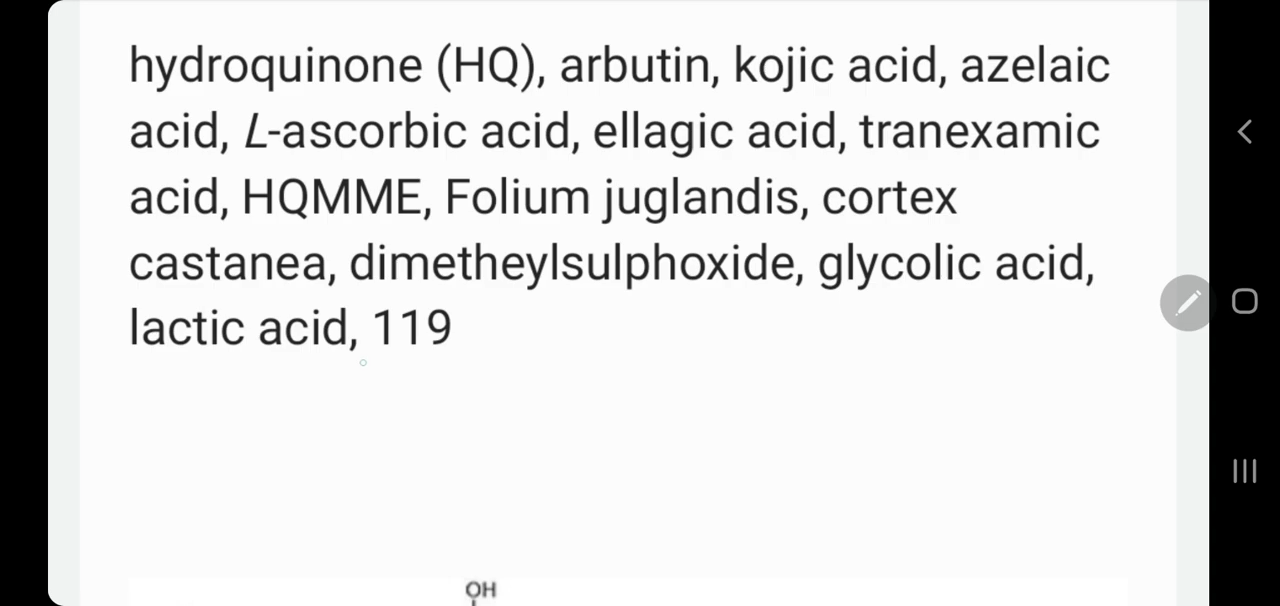 hydroquinone (HQ), arbutin, kojic acid, azelaic
acid, L-ascorbic acid, ellagic acid, tranexamic
acid, HQMME, Folium juglandis, cortex
castanea, dimetheylsulphoxide, glycolic acid,
lactic acid, 119
OH